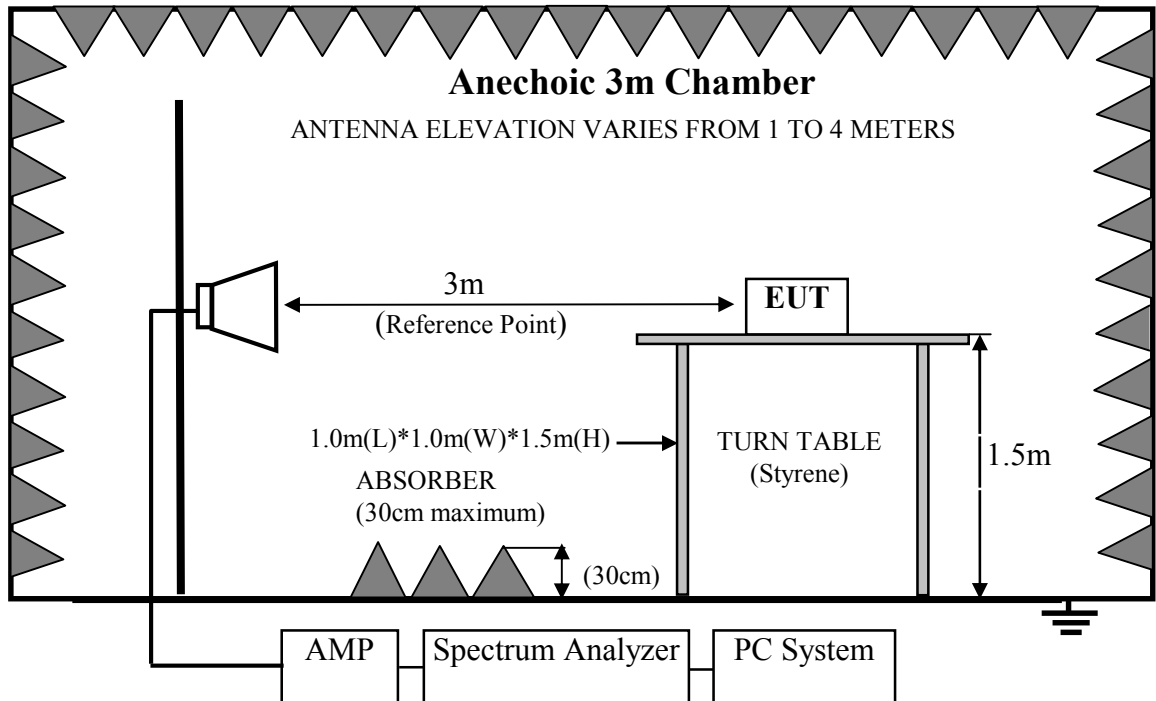 Anechoic 3m Chamber
ANTENNA ELEVATION VARIES FROM 1 TO 4 METERS
3m
(Reference Point)
EUT
1.0m(L)*1.0m(W)*1.5m(H)
TURN TABLE
(Styrene)
1.5m
ABSORBER
(30cm maximum)
(30cm)
AMP
Spectrum Analyzer
PC System